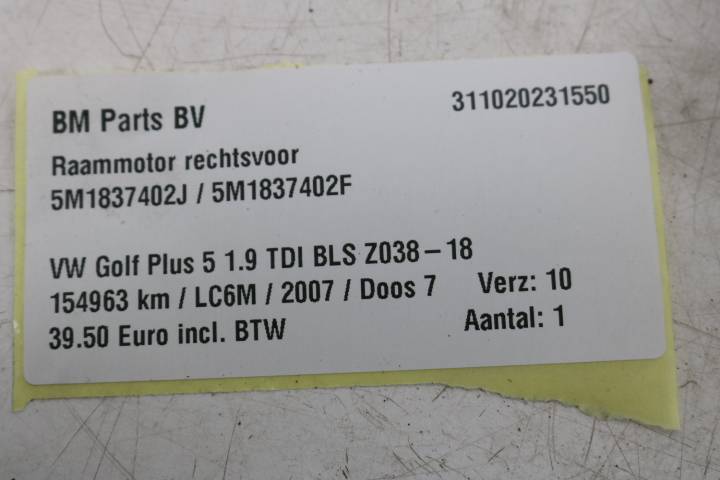 BM Parts BV 311020231550
Raammotor rechtsvoor
5M1837402J / 5M1837402F
VW Golf Plus 5 1.9 TDI BLS Z038-18
154963 km / LC6M / 2007 / Doos 7 Verz: 10
39.50 Euro incl. BTW Aantal: 1